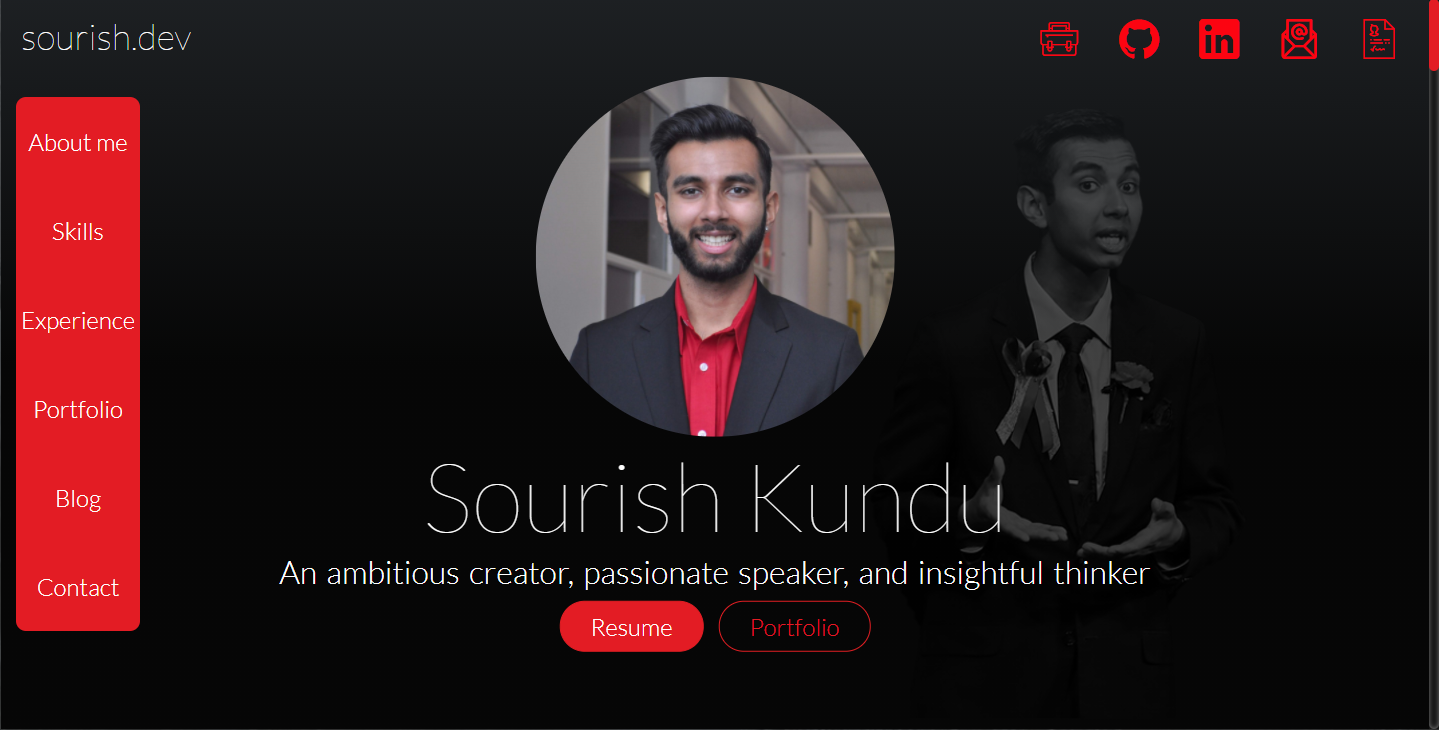 sourish.dev
About me
Skills
Experience
Portfolio
Blog
Contact
Sourish Kundu
An ambitious creator, passionate speaker, and insightful thinker
Resume
Portfolio